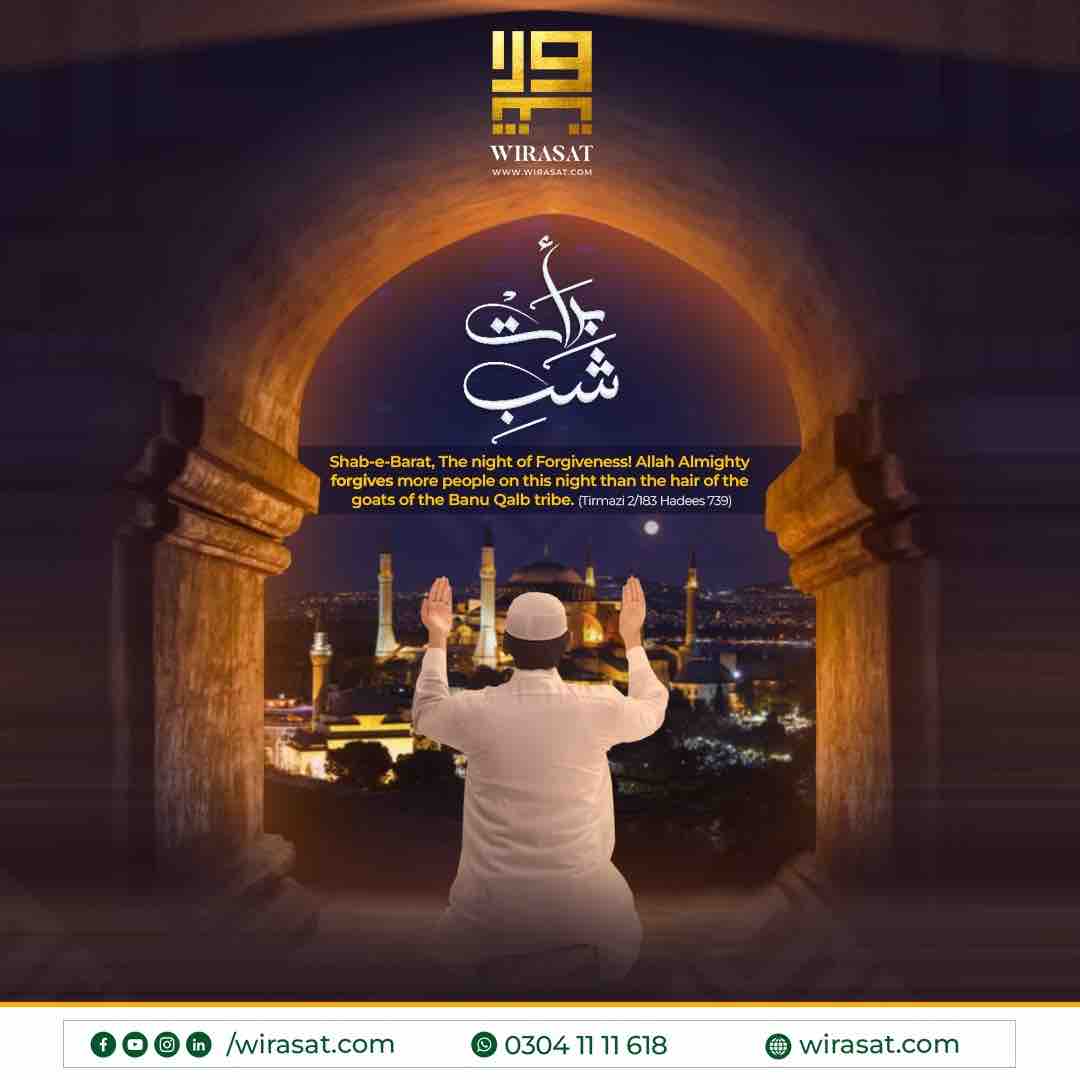 WIRASAT
WWW.WIRASAT.COM
برأت
شبِ
Shab-e-Barat, The night of Forgiveness! Allah Almighty
forgives more people on this night than the hair of the
goats of the Banu Qalb tribe. (Tirmazi 2/183 Hadees 739)
/wirasat.com
0304 11 11 618
wirasat.com